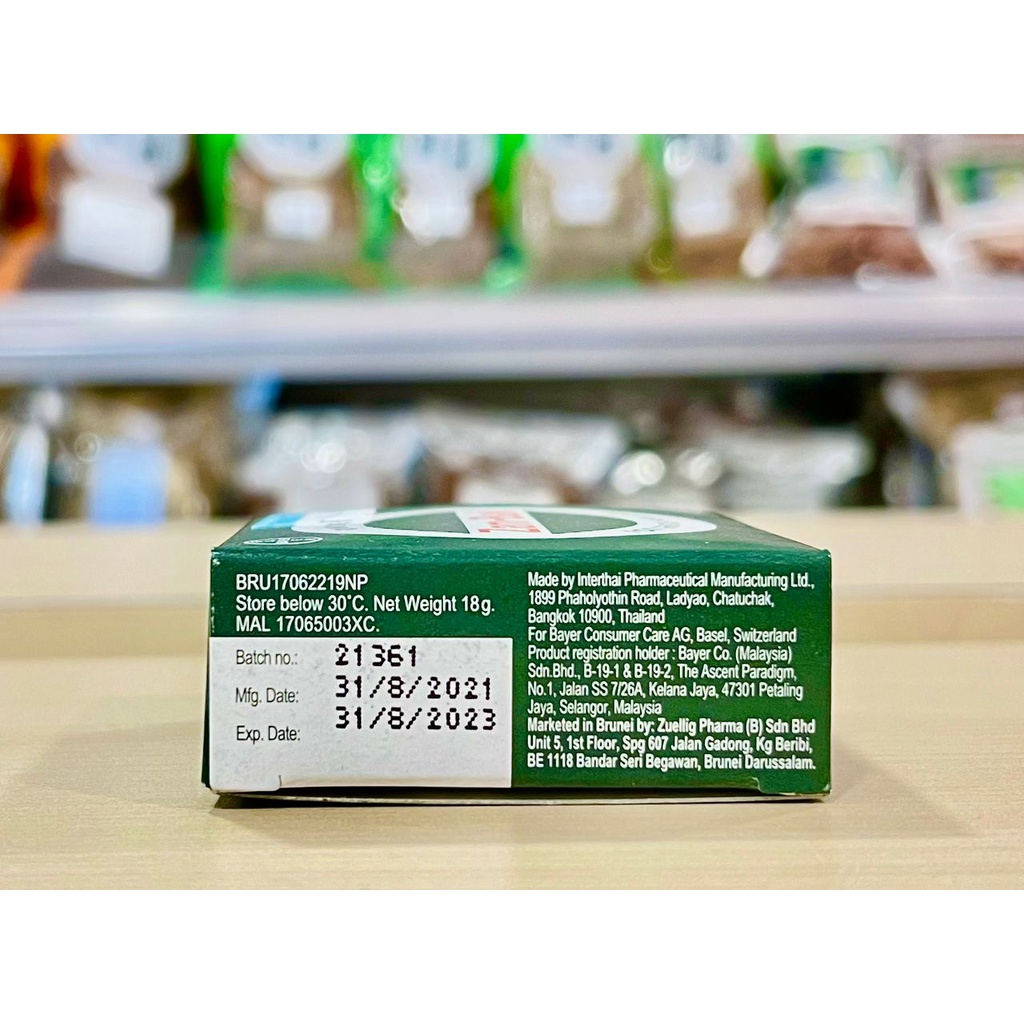 BRU17062219NP
Store below 30°C. Net Weight 18g.
MAL 17065003XC.
Batch no.: 21361
Mfg. Date: 31/8/2021
Exp. Date: 31/8/2023
Made by Interthai Pharmaceutical Manufacturing Ltd.,
1899 Phaholyothin Road, Ladyao, Chatuchak,
Bangkok 10900, Thailand
For Bayer Consumer Care AG, Basel, Switzerland
Product registration holder : Bayer Co. (Malaysia)
Sdn.Bhd., B-19-1 & B-19-2, The Ascent Paradigm,
No.1, Jalan SS 7/26A, Kelana Jaya, 47301 Petaling
Jaya, Selangor, Malaysia
Marketed in Brunei by: Zuellig Pharma (B) Sdn Bhd
Unit 5, 1st Floor, Spg 607 Jalan Gadong, Kg Beribi,
BE 1118 Bandar Seri Begawan, Brunei Darussalam.